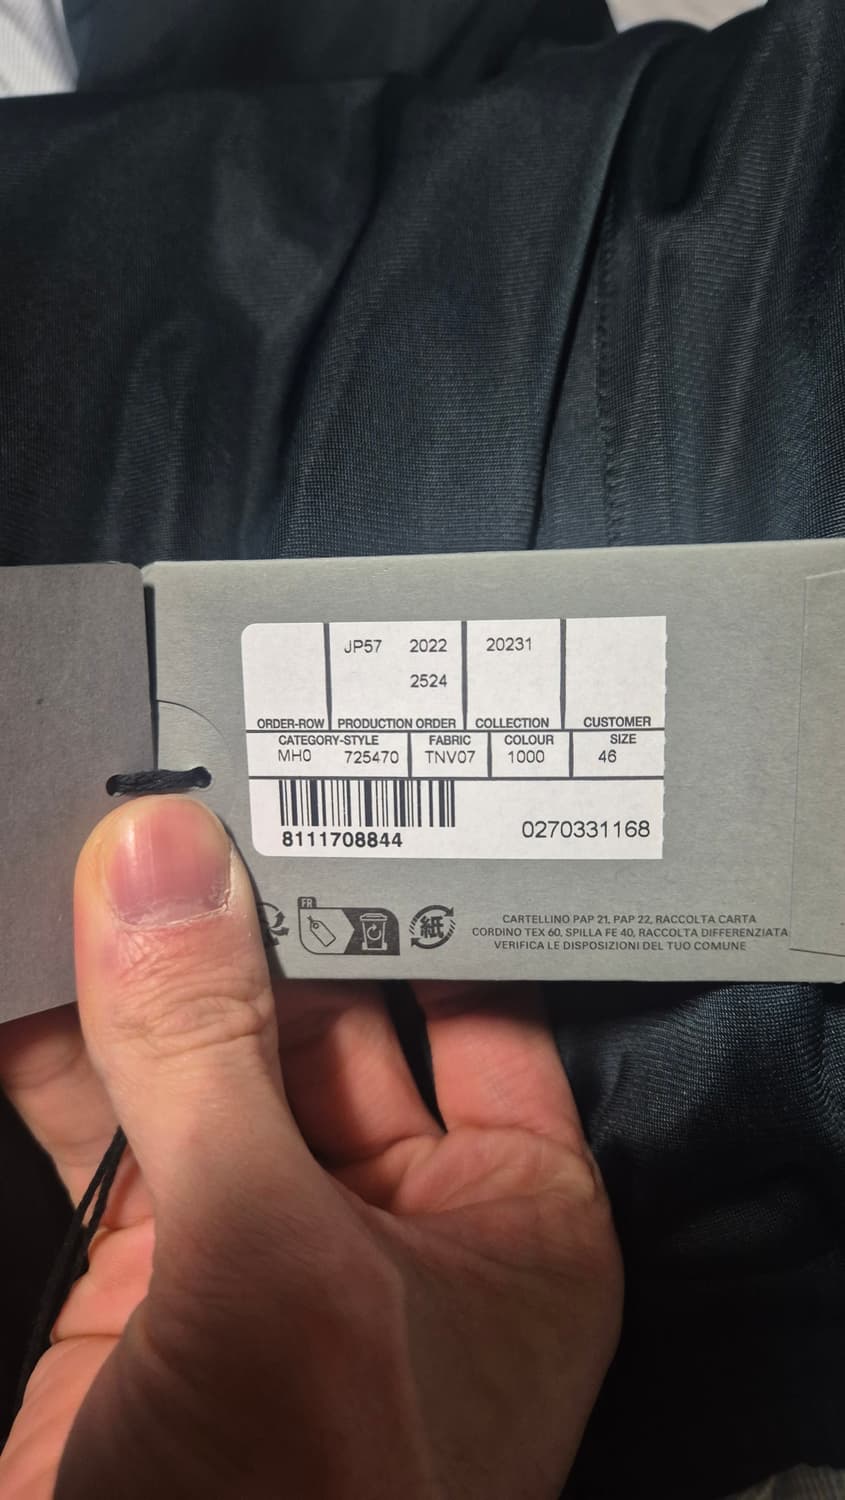 JP57 2022 20231
2524
ORDER-ROW PRODUCTION ORDER COLLECTION CUSTOMER
CATEGORY-STYLE FABRIC COLOUR SIZE
MH0 725470 TNV07 1000 46
8111708844 0270331168
FR
紙
CARTELLINO PAP 21, PAP 22, RACCOLTA CARTA
CORDINO TEX 60, SPILLA FE 40, RACCOLTA DIFFERENZIATA
VERIFICA LE DISPOSIZIONI DEL TUO COMUNE